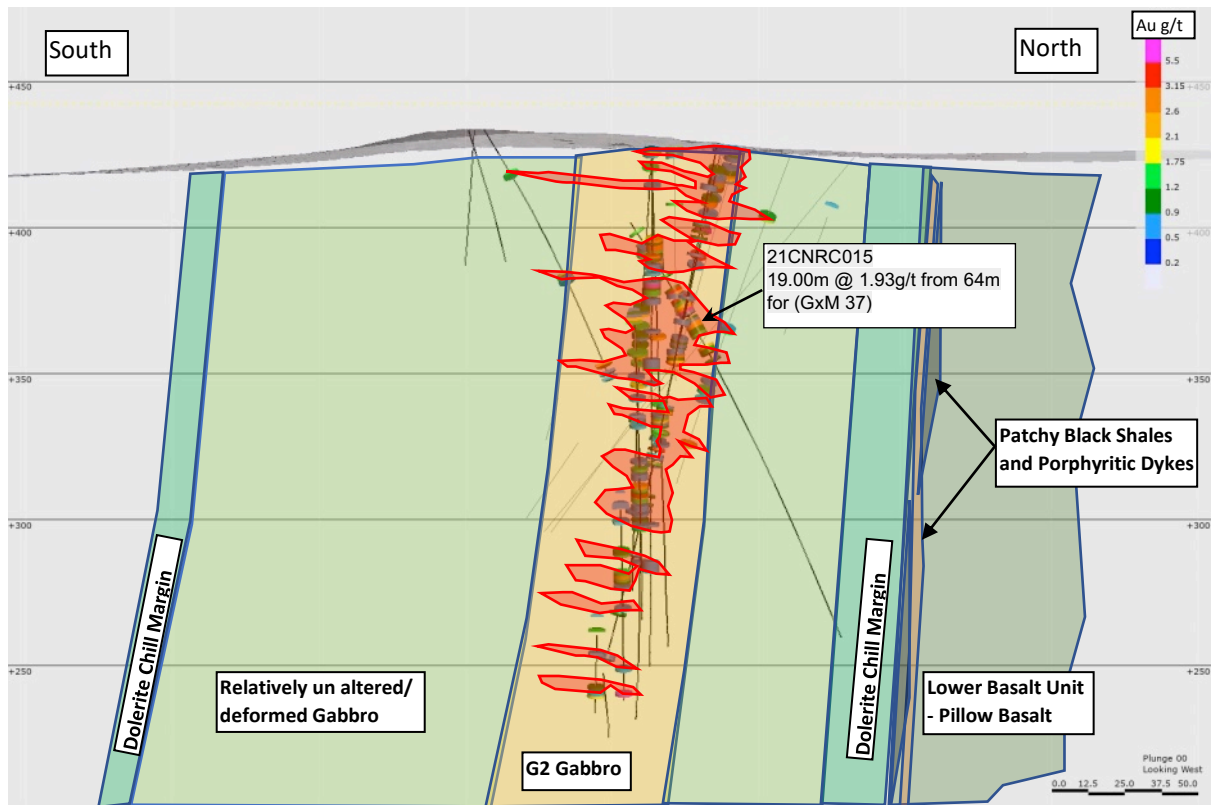 South
North
Au g/t
5.5
3.15
2.6
2.1
1.75
1.2
0.9
0.5
0.2
+450
+450
+400
+400
21CNRC015
19.00m @ 1.93g/t from 64m
for (GxM 37)
+350
+350
Patchy Black Shales
and Porphyritic Dykes
+300
+300
Dolerite Chill Margin
Dolerite Chill Margin
+250
+250
Relatively un altered/
deformed Gabbro
Lower Basalt Unit
- Pillow Basalt
G2 Gabbro
Plunge 00
Looking West
0.0 12.5 25.0 37.5 50.0